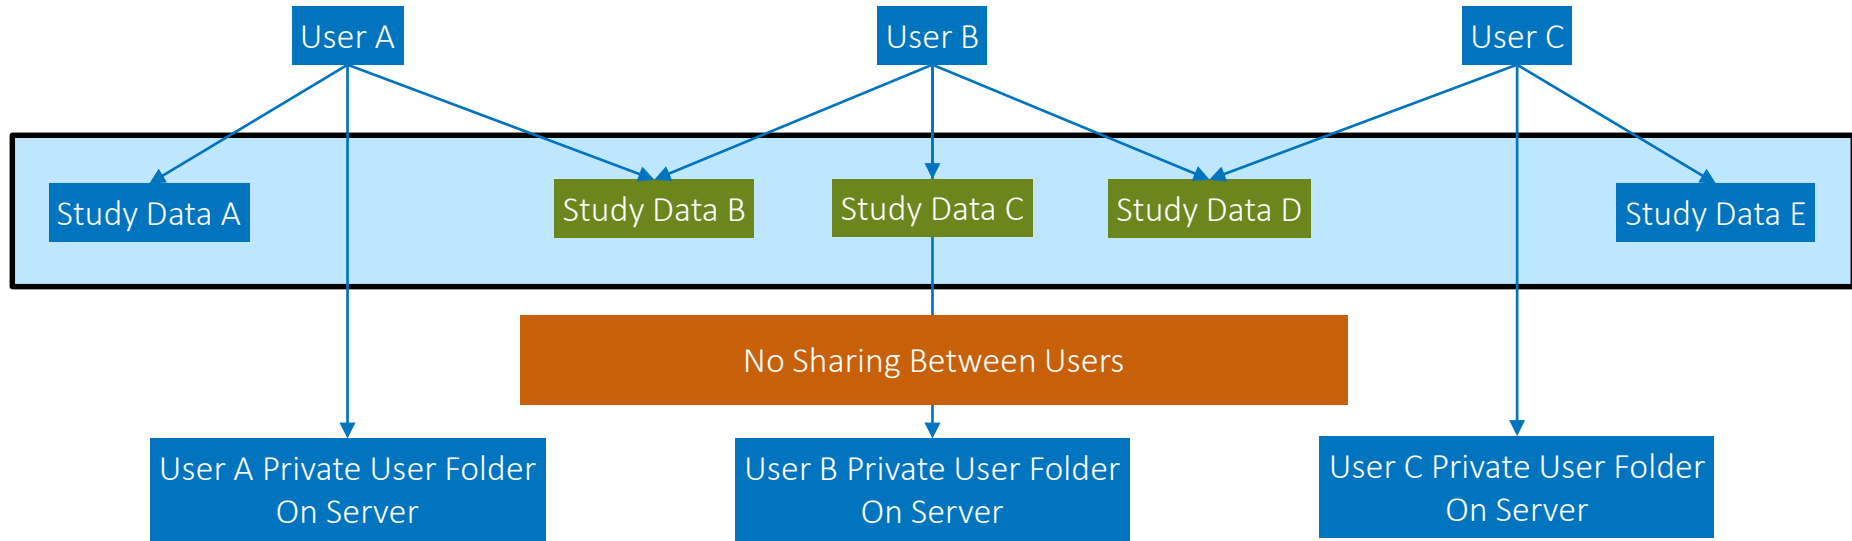 User A
User B
User C
Study Data A
Study Data B
Study Data C
Study Data D
Study Data E
No Sharing Between Users
User A Private User Folder
On Server
User B Private User Folder
On Server
User C Private User Folder
On Server